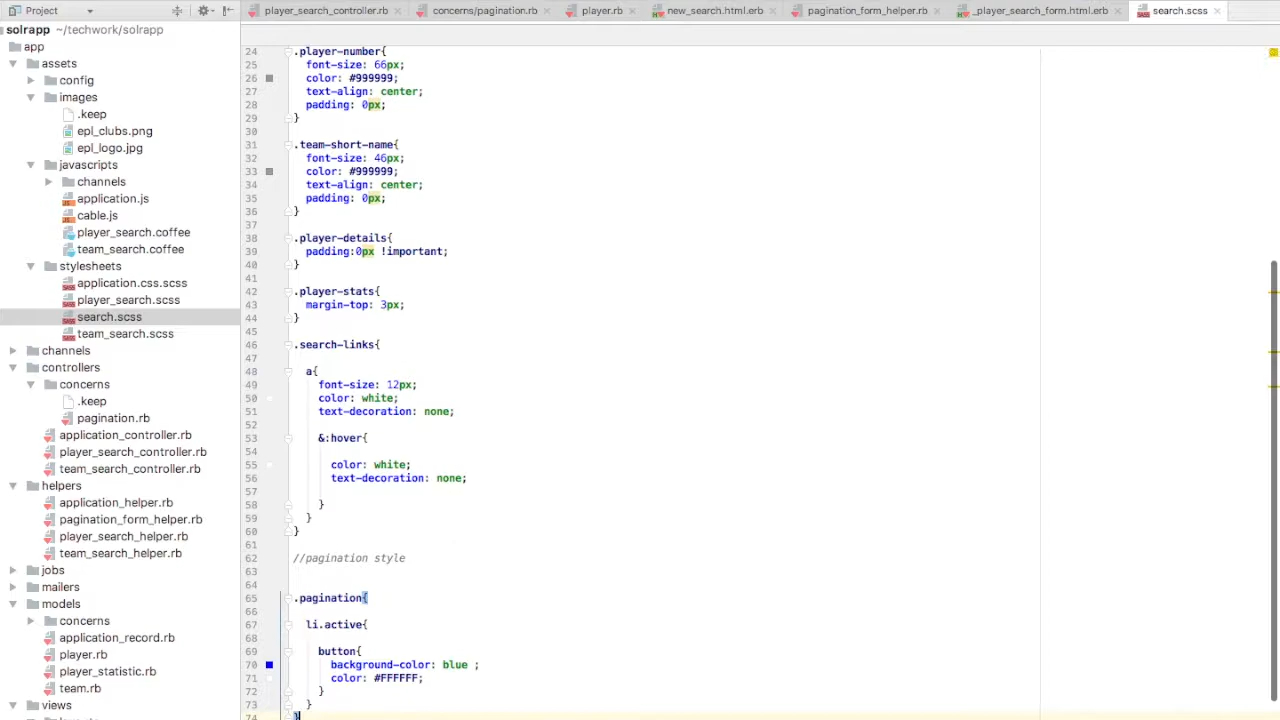 Project
player_search_controller.rb
concerns/pagination.rb
player.rb
new_search.html.erb
pagination_form_helper.rb
_player_search_form.html.erb
search.scss
solrapp ~/techwork/solrapp
app
assets
config
images
.keep
epl_clubs.png
epl_logo.jpg
javascripts
channels
application.js
cable.js
player_search.coffee
team_search.coffee
stylesheets
application.css.scss
player_search.scss
search.scss
team_search.scss
channels
controllers
concerns
.keep
pagination.rb
application_controller.rb
player_search_controller.rb
team_search_controller.rb
helpers
application_helper.rb
pagination_form_helper.rb
player_search_helper.rb
team_search_helper.rb
jobs
mailers
models
concerns
application_record.rb
player.rb
player_statistic.rb
team.rb
views
24 .player-number{
25 font-size: 66px;
26 color: #999999;
27 text-align: center;
28 padding: 0px;
29 }
30
31 .team-short-name{
32 font-size: 46px;
33 color: #999999;
34 text-align: center;
35 padding: 0px;
36 }
37
38 .player-details{
39 padding:0px !important;
40 }
41
42 .player-stats{
43 margin-top: 3px;
44 }
45
46 .search-links{
47
48 a{
49 font-size: 12px;
50 color: white;
51 text-decoration: none;
52
53 &:hover{
54
55 color: white;
56 text-decoration: none;
57
58 }
59 }
60 }
61
62 //pagination style
63
64
65 .pagination{
66
67 li.active{
68
69 button{
70 background-color: blue ;
71 color: #FFFFFF;
72 }
73 }
74 }